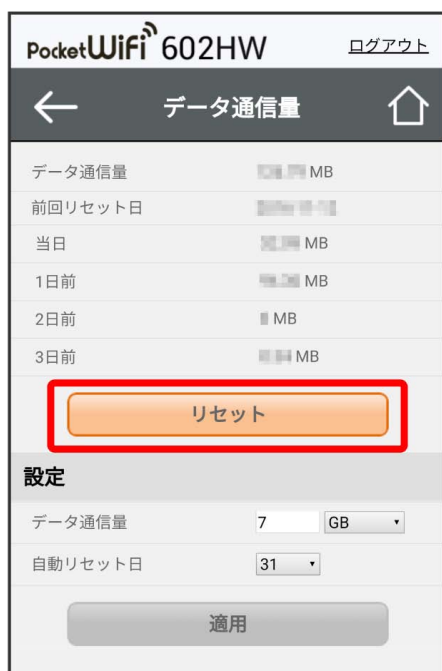 PocketWiFi 602HW ログアウト
データ通信量
データ通信量 MB
前回リセット日
当日 MB
1日前 MB
2日前 MB
3日前 MB
リセット
設定
データ通信量 7 GB
自動リセット日 31
適用